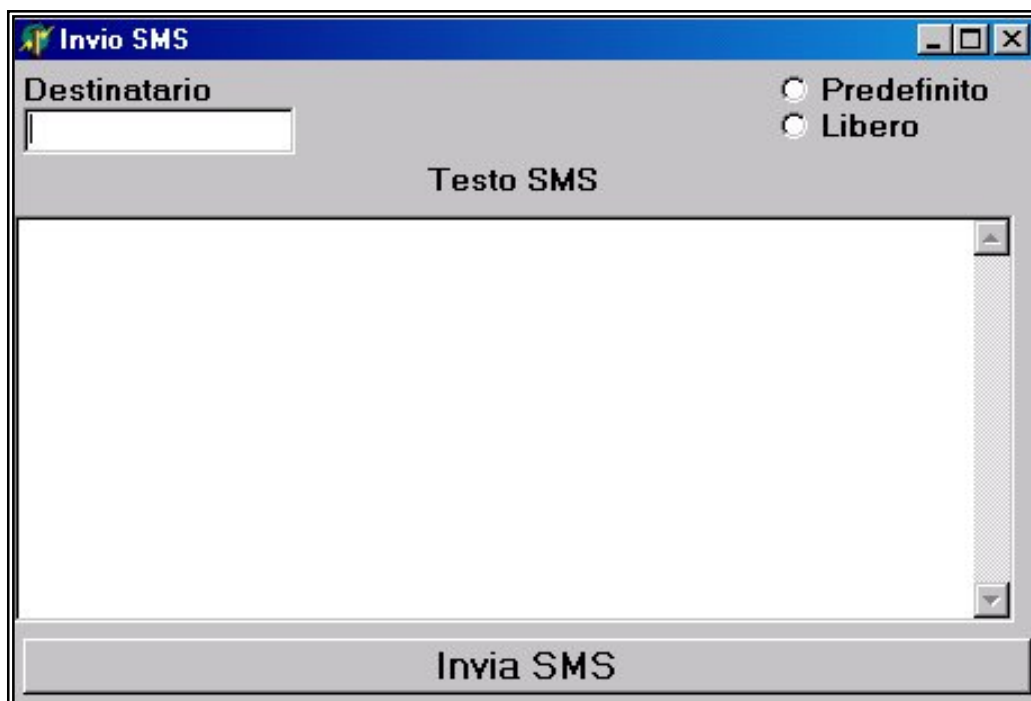 Invio SMS
Destinatario
Predefinito
Libero
Testo SMS
Invia SMS